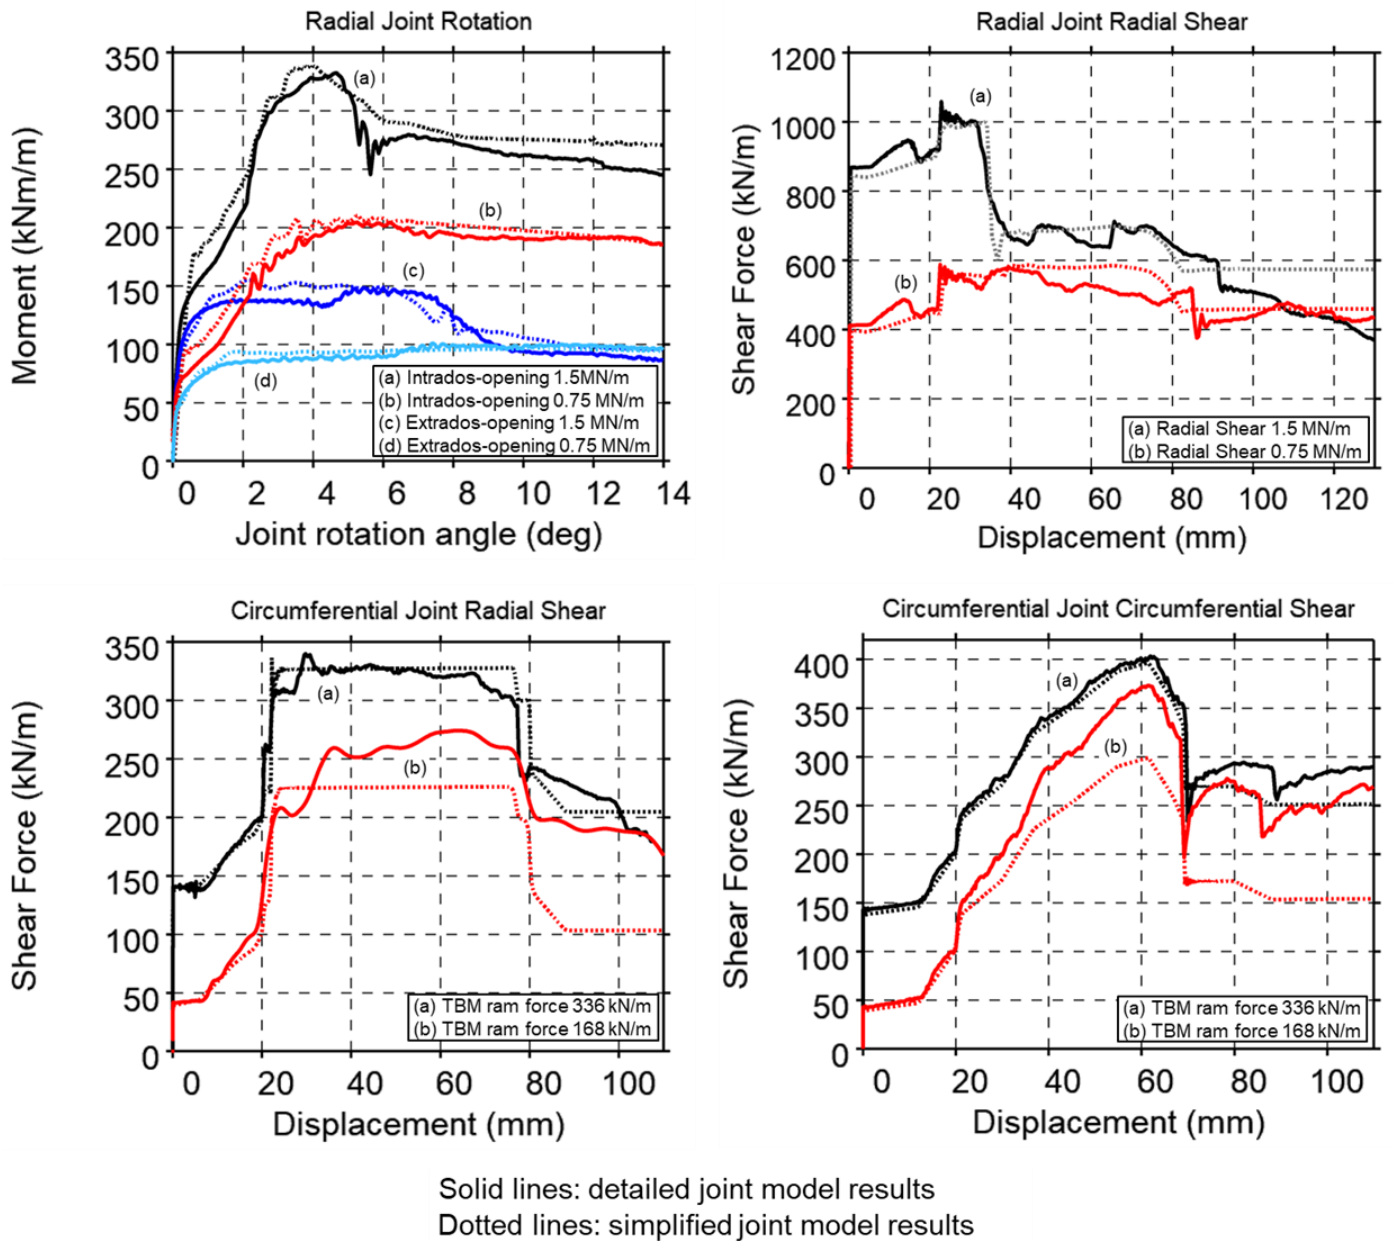 Radial Joint Rotation
350
300
250
200
150
100
50
0
Moment (kNm/m)
(a)
(b)
(c)
(d)
(a) Intrados-opening 1.5MN/m
(b) Intrados-opening 0.75 MN/m
(c) Extrados-opening 1.5 MN/m
(d) Extrados-opening 0.75 MN/m
0 2 4 6 8 10 12 14
Joint rotation angle (deg)
Radial Joint Radial Shear
1200
1000
800
600
400
200
0
Shear Force (kN/m)
(a)
(b)
(a) Radial Shear 1.5 MN/m
(b) Radial Shear 0.75 MN/m
0 20 40 60 80 100 120
Displacement (mm)
Circumferential Joint Radial Shear
350
300
250
200
150
100
50
0
Shear Force (kN/m)
(a)
(b)
(a) TBM ram force 336 kN/m
(b) TBM ram force 168 kN/m
0 20 40 60 80 100
Displacement (mm)
Circumferential Joint Circumferential Shear
400
350
300
250
200
150
100
50
0
Shear Force (kN/m)
(a)
(b)
(a) TBM ram force 336 kN/m
(b) TBM ram force 168 kN/m
0 20 40 60 80 100
Displacement (mm)
Solid lines: detailed joint model results
Dotted lines: simplified joint model results